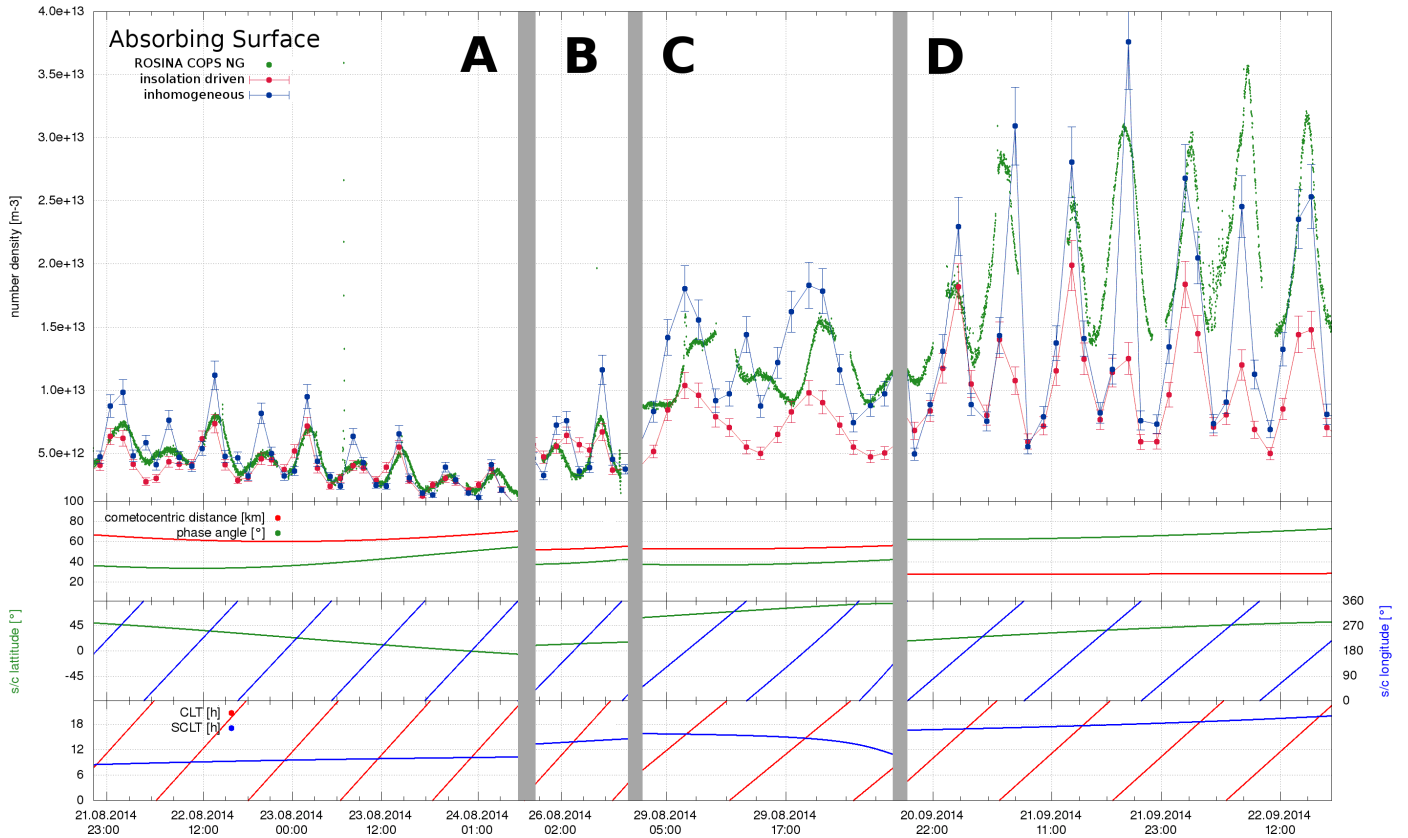 4.0e+13
3.5e+13
3.0e+13
2.5e+13
2.0e+13
1.5e+13
1.0e+13
5.0e+12
number density [m-3]
Absorbing Surface
ROSINA COPS NG
insolation driven
inhomogeneous
A
B
C
D
100
80
60
40
20
cometocentric distance [km]
phase angle [°]
s/c lattitude [°]
45
0
-45
360
270
180
90
0
s/c longitude [°]
CLT [h]
SCLT [h]
18
12
6
0
21.08.2014 22.08.2014 23.08.2014 23.08.2014 24.08.2014 26.08.2014 29.08.2014 29.08.2014 20.09.2014 21.09.2014 21.09.2014 22.09.2014
23:00 12:00 00:00 12:00 01:00 02:00 05:00 17:00 22:00 11:00 23:00 12:00